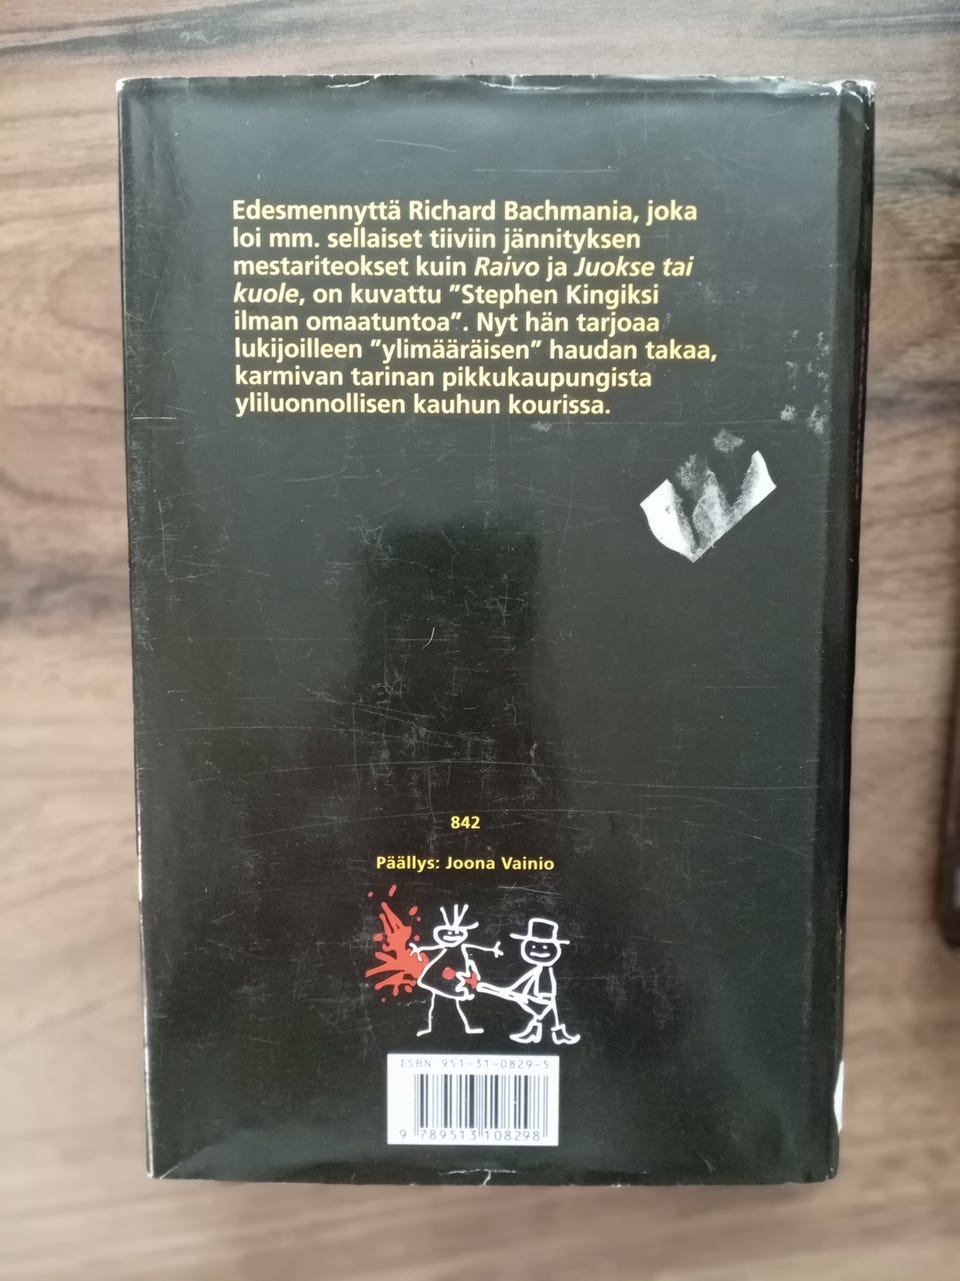 Edesmennyttä Richard Bachmania, joka
loi mm. sellaiset tiiviin jännityksen
mestariteokset kuin Raivo ja Juokse tai
kuole, on kuvattu ”Stephen Kingiksi
ilman omaatuntoa”. Nyt hän tarjoaa
lukijoilleen ”ylimääräisen” haudan takaa,
karmivan tarinan pikkukaupungista
yliluonnollisen kauhun kourissa.
842
Päällys: Joona Vainio
ISBN 951-31-0829-5
9 789513 108298